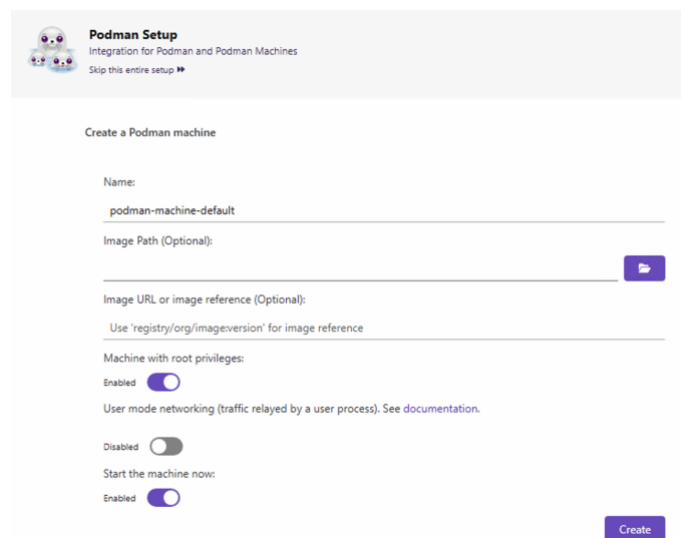 Podman Setup
Integration for Podman and Podman Machines
Skip this entire setup
Create a Podman machine
Name:
podman-machine-default
Image Path (Optional):
Image URL or image reference (Optional):
Use 'registry/org/image:version' for image reference
Machine with root privileges:
Enabled
User mode networking (traffic relayed by a user process). See documentation.
Disabled
Start the machine now:
Enabled
Create